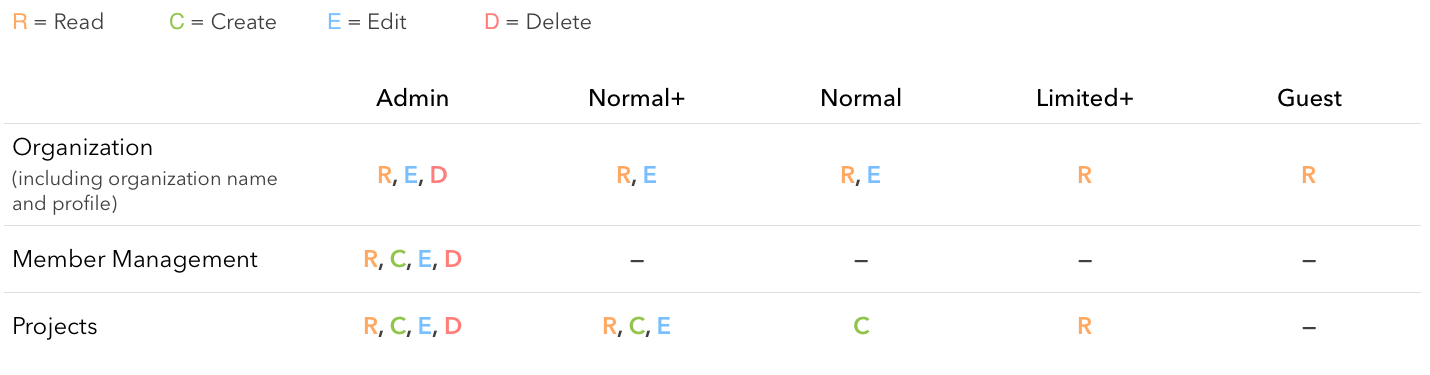 R = Read C = Create E = Edit D = Delete
Admin Normal+ Normal Limited+ Guest
Organization
(including organization name
and profile)
R, E, D R, E R, E R R
Member Management R, C, E, D – – – –
Projects R, C, E, D R, C, E C R –